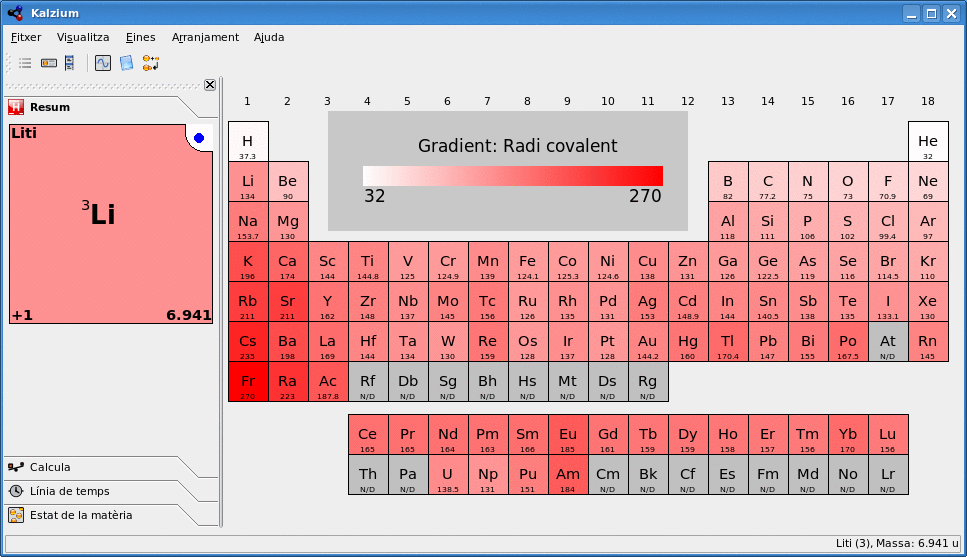 Kalzium
Fitxer Visualitza Eines Arranjament Ajuda
Resum
Liti
3Li
+1 6.941
Calcula
Línia de temps
Estat de la matèria
1 2 3 4 5 6 7 8 9 10 11 12 13 14 15 16 17 18
Gradient: Radi covalent
32 270
H He
37.3 32
Li Be B C N O F Ne
134 90 82 77.2 75 73 70.9 69
Na Mg Al Si P S Cl Ar
153.7 130 118 111 106 102 99.4 97
K Ca Sc Ti V Cr Mn Fe Co Ni Cu Zn Ga Ge As Se Br Kr
196 174 144 144.8 125 124.9 139 124.1 125.3 124.6 138 131 126 122.5 119 116 114.5 110
Rb Sr Y Zr Nb Mo Tc Ru Rh Pd Ag Cd In Sn Sb Te I Xe
211 211 162 148 137 145 156 126 135 131 153 148.9 144 140.5 138 135 133.1 130
Cs Ba La Hf Ta W Re Os Ir Pt Au Hg Tl Pb Bi Po At Rn
235 198 169 144 134 130 159 128 137 128 144.2 160 170.4 147 155 167.5 N/D 145
Fr Ra Ac Rf Db Sg Bh Hs Mt Ds Rg
270 223 187.8 N/D N/D N/D N/D N/D N/D N/D N/D
Ce Pr Nd Pm Sm Eu Gd Tb Dy Ho Er Tm Yb Lu
165 165 164 163 166 185 161 159 159 158 157 156 170 156
Th Pa U Np Pu Am Cm Bk Cf Es Fm Md No Lr
N/D N/D 138.5 131 151 184 N/D N/D N/D N/D N/D N/D N/D N/D
Liti (3), Massa: 6.941 u